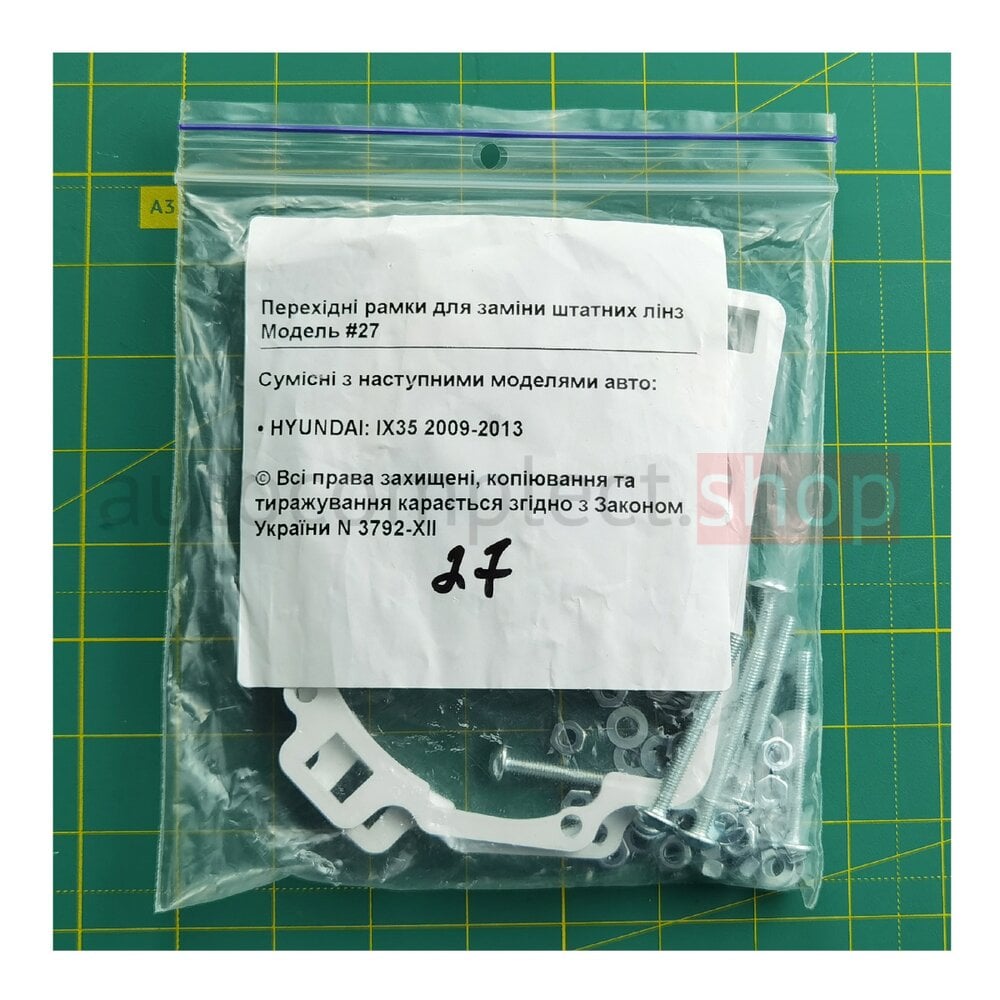 A3
Перехідні рамки для заміни штатних лінз
Модель #27
Сумісні з наступними моделями авто:
• HYUNDAI: IX35 2009-2013
© Всі права захищені, копіювання та
тиражування карається згідно з Законом
України N 3792-XII
autokomplect.shop
27